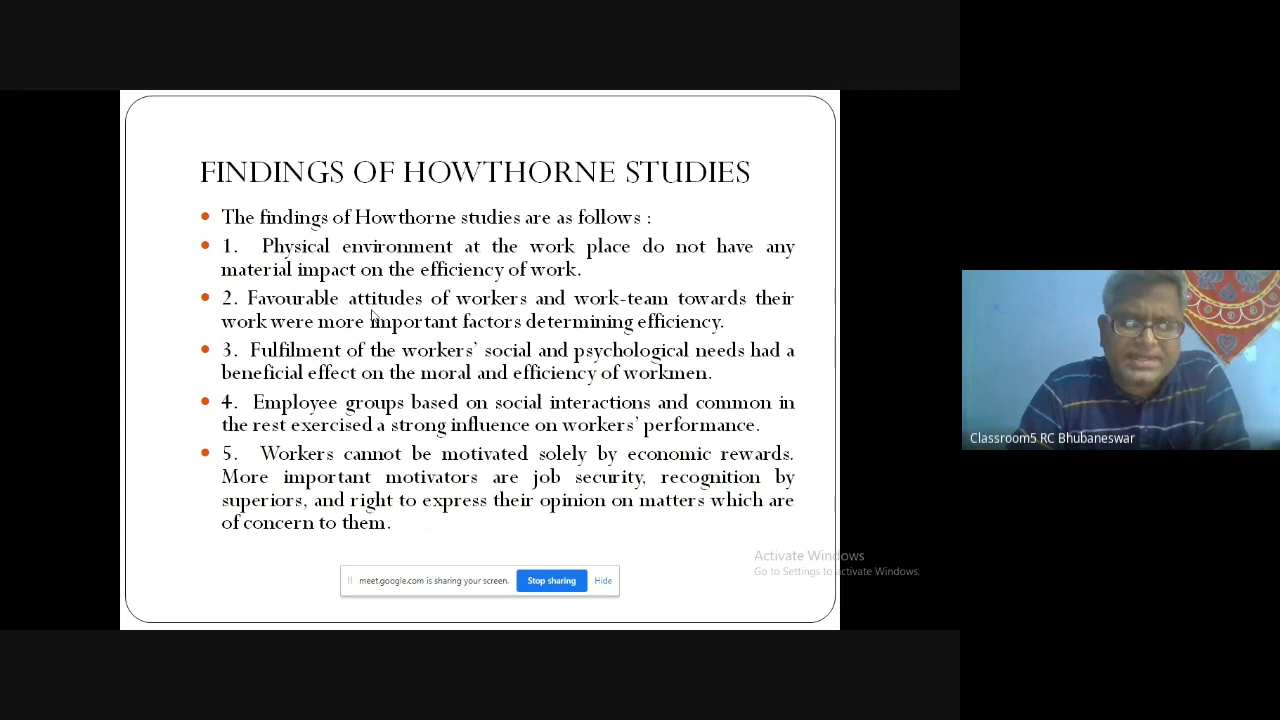 FINDINGS OF HOWTHORNE STUDIES
The findings of Howthorne studies are as follows :
1. Physical environment at the work place do not have any
material impact on the efficiency of work.
2. Favourable attitudes of workers and work-team towards their
work were more important factors determining efficiency.
3. Fulfilment of the workers’ social and psychological needs had a
beneficial effect on the moral and efficiency of workmen.
4. Employee groups based on social interactions and common in
the rest exercised a strong influence on workers’ performance.
5. Workers cannot be motivated solely by economic rewards.
More important motivators are job security, recognition by
superiors, and right to express their opinion on matters which are
of concern to them.
meet.google.com is sharing your screen. Stop sharing Hide
Activate Windows
Go to Settings to activate Windows.
Classroom5 RC Bhubaneswar